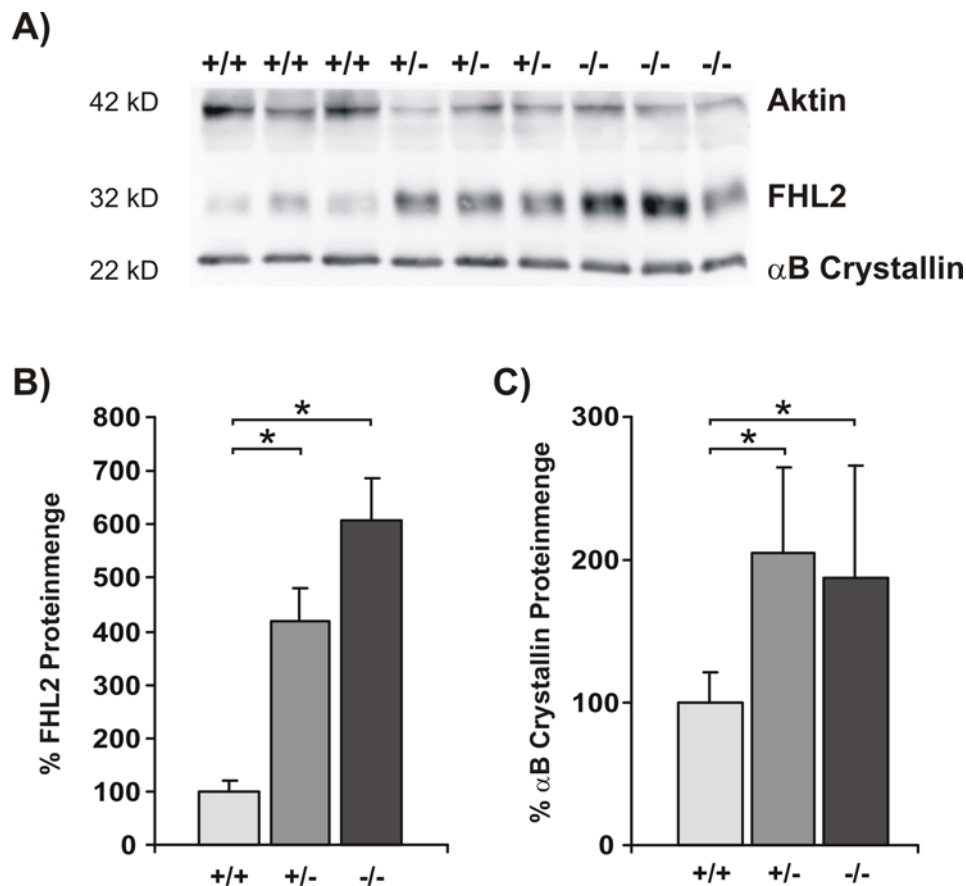 A)
+/+ +/+ +/+ +/- +/- +/- -/- -/- -/-
42 kD Aktin
32 kD FHL2
22 kD αB Crystallin
B)
% FHL2 Proteinmenge
800
700
600
500
400
300
200
100
0
* *
+/+ +/- -/-
C)
% αB Crystallin Proteinmenge
300
200
100
0
* *
+/+ +/- -/-